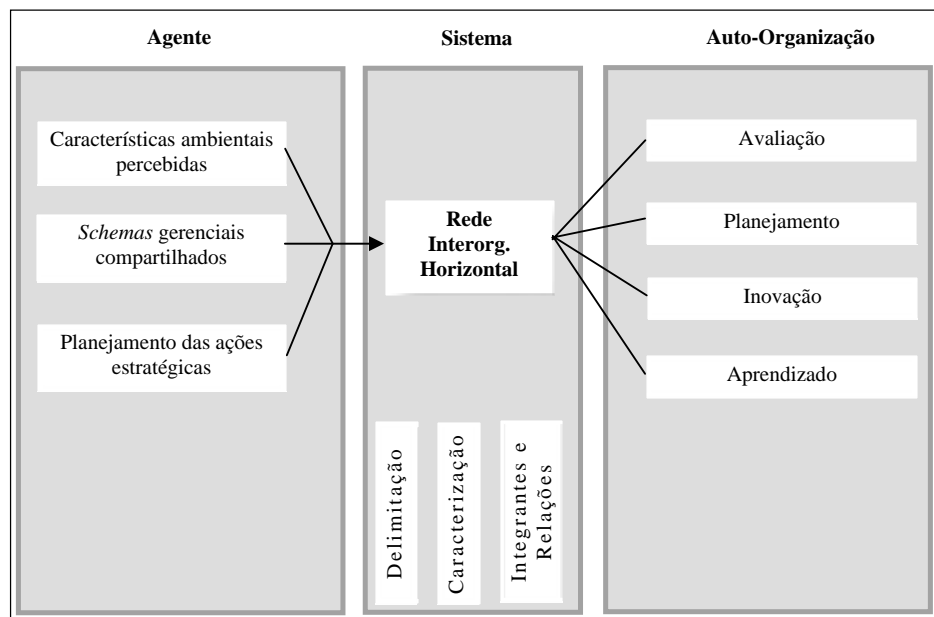 Agente
Sistema
Auto-Organização
Características ambientais
percebidas
Schemas gerenciais
compartilhados
Planejamento das ações
estratégicas
Rede
Interorg.
Horizontal
Delimitação
Caracterização
Integrantes e
Relações
Avaliação
Planejamento
Inovação
Aprendizado